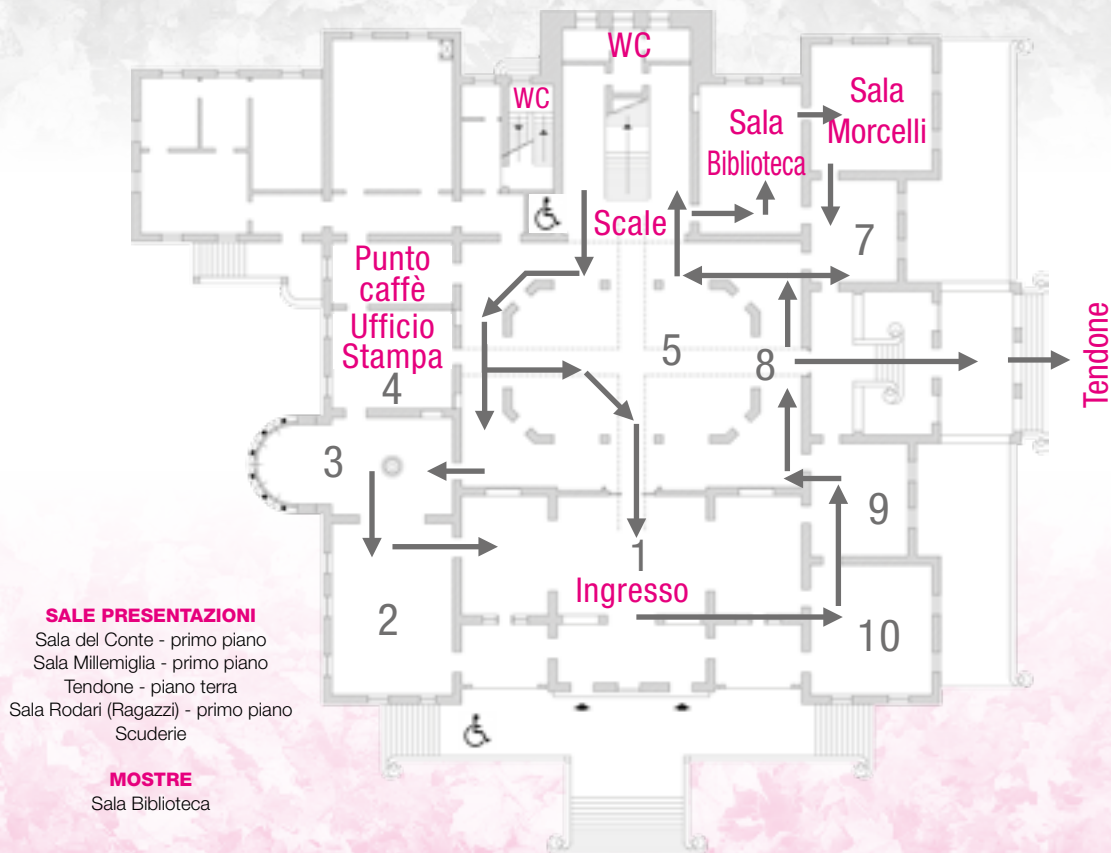 WC
WC
Sala
Morcelli
Sala
Biblioteca
Scale
7
Punto
caffè
Ufficio
Stampa
4
5
8
Tendone
3
9
1
Ingresso
2
10
SALE PRESENTAZIONI
Sala del Conte - primo piano
Sala Millemiglia - primo piano
Tendone - piano terra
Sala Rodari (Ragazzi) - primo piano
Scuderie
MOSTRE
Sala Biblioteca